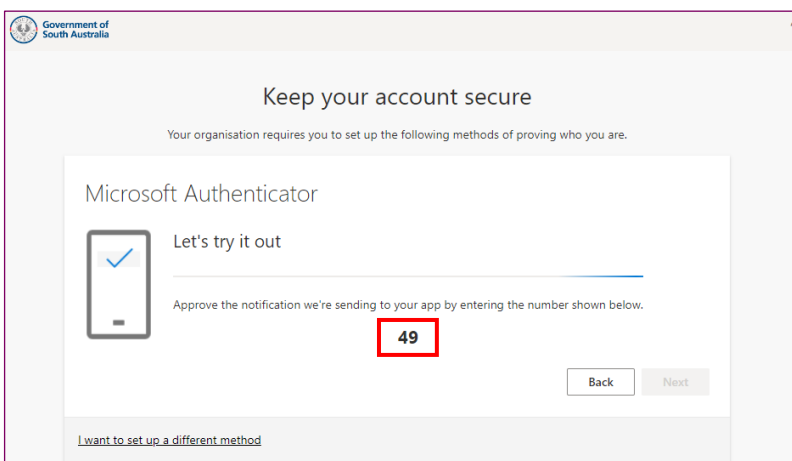 Government of
South Australia
Keep your account secure
Your organisation requires you to set up the following methods of proving who you are.
Microsoft Authenticator
Let's try it out
Approve the notification we're sending to your app by entering the number shown below.
49
Back Next
I want to set up a different method